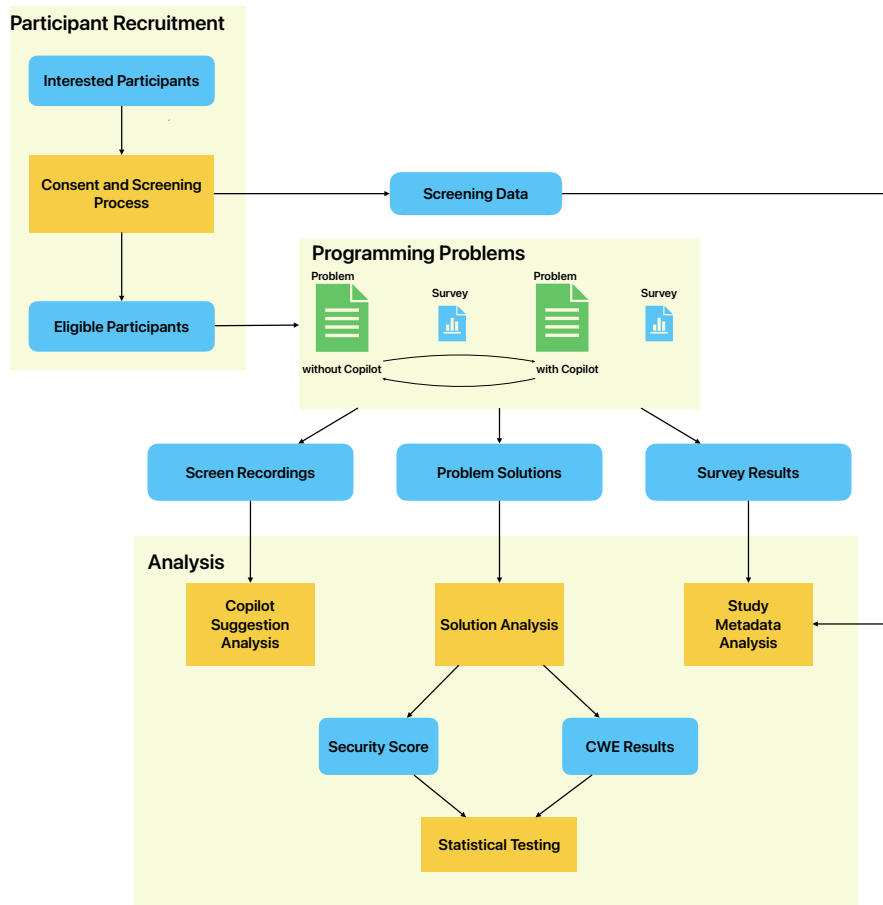 Participant Recruitment
Interested Participants
Consent and Screening
Process
Screening Data
Eligible Participants
Programming Problems
Problem
Survey
Problem
Survey
without Copilot
with Copilot
Screen Recordings
Problem Solutions
Survey Results
Analysis
Copilot
Suggestion
Analysis
Solution Analysis
Study
Metadata
Analysis
Security Score
CWE Results
Statistical Testing